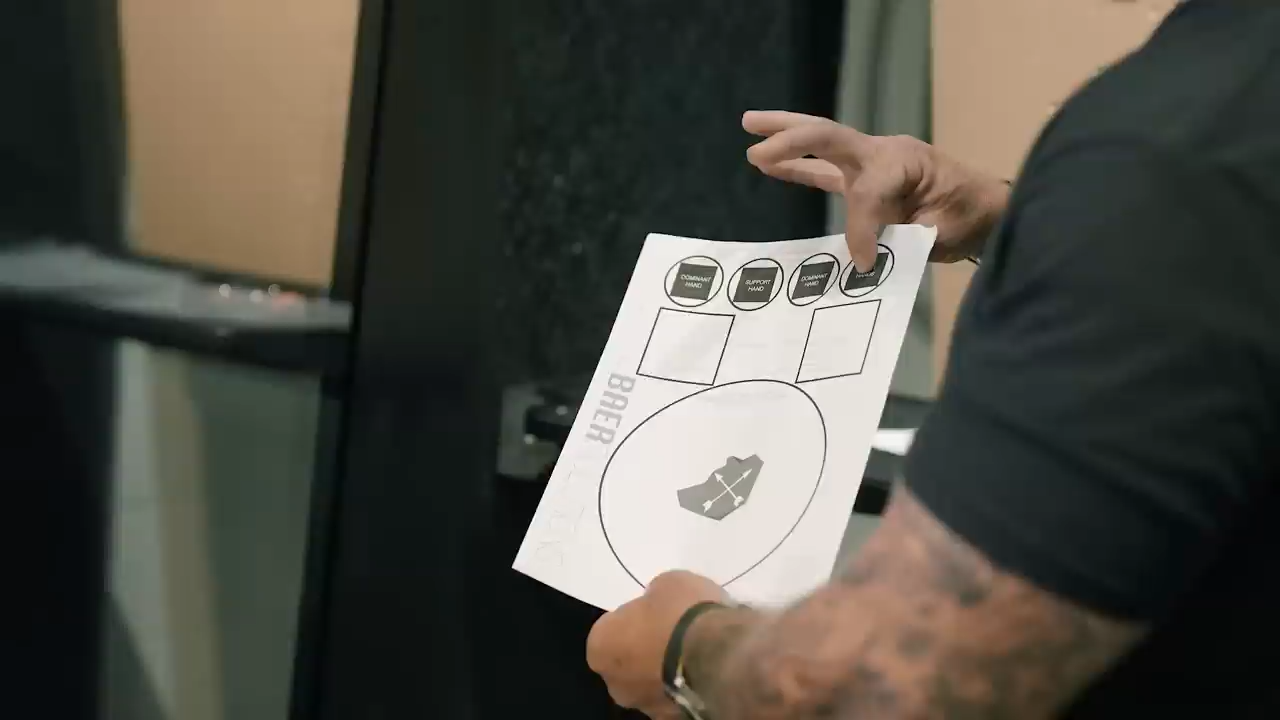 DOMINANT
HAND
SUPPORT
HAND
DOMINANT
HAND
BAER